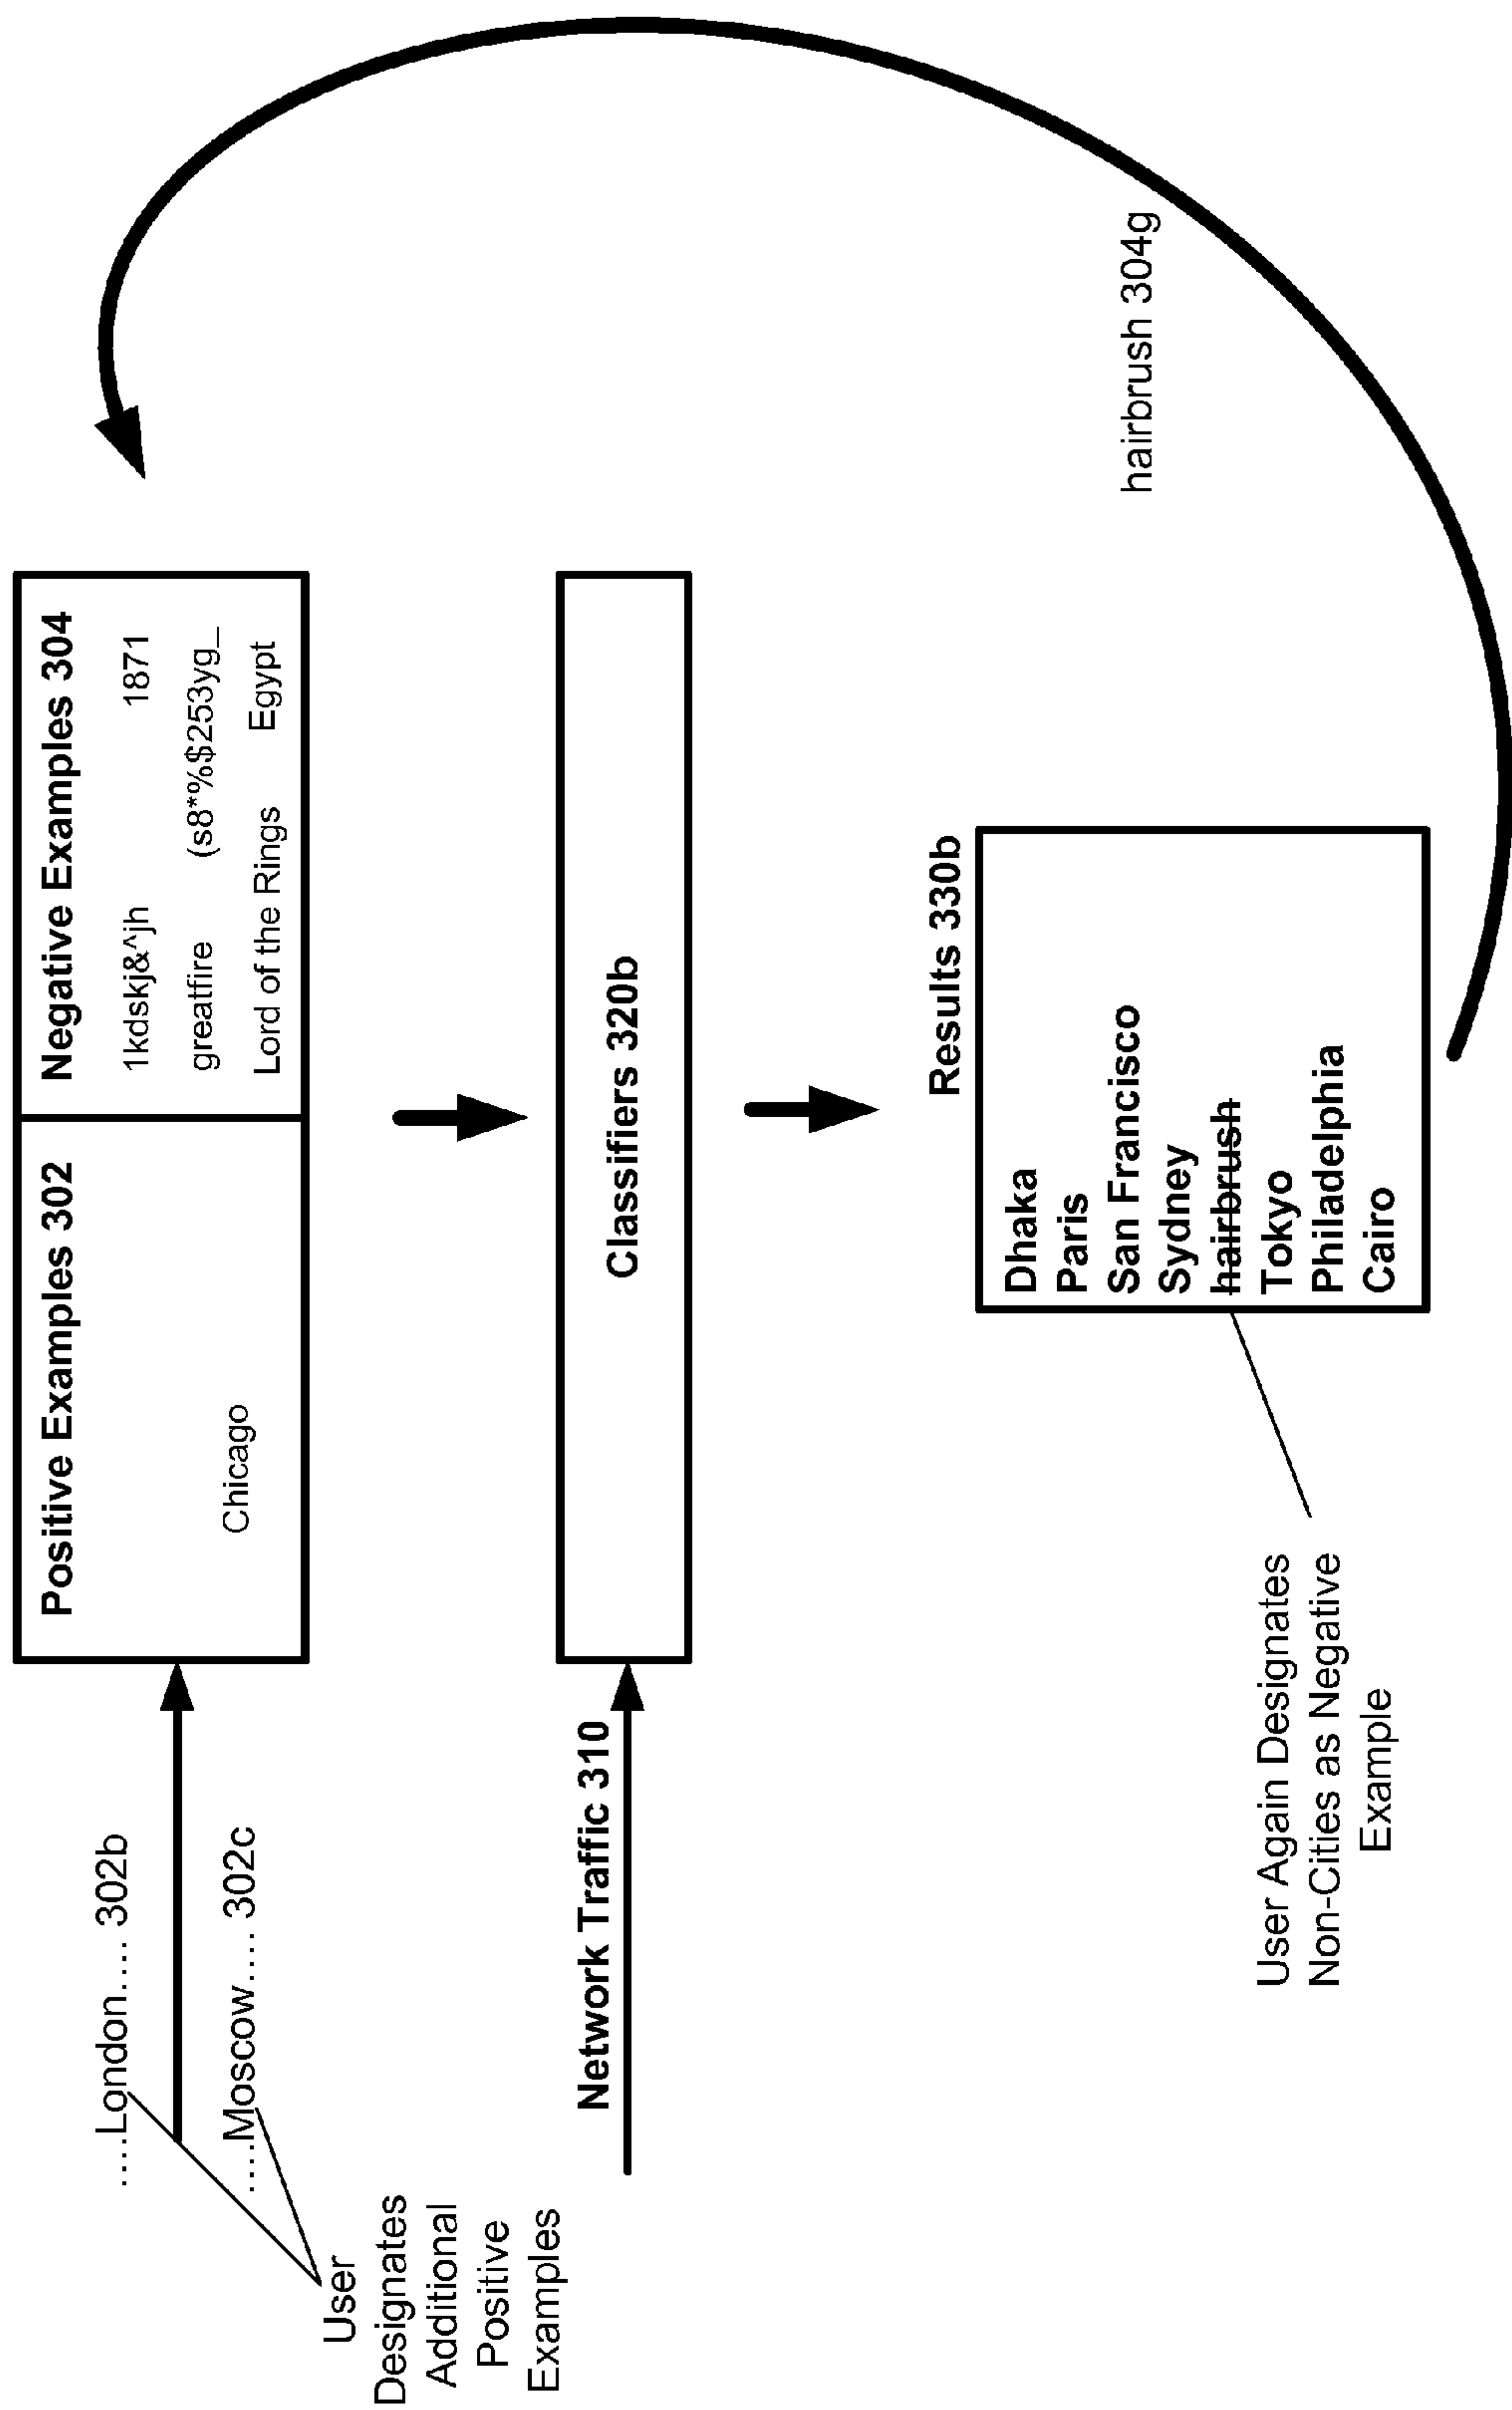 ....London.... 302b
....Moscow.... 302c
User
Designates
Additional
Positive
Examples
Positive Examples 302
Chicago
Negative Examples 304
1kdskj&^jh 1871
greatfire (s8*%$253yg_
Lord of the Rings Egypt
Network Traffic 310
Classifiers 320b
Results 330b
Dhaka
Paris
San Francisco
Sydney
hairbrush
Tokyo
Philadelphia
Cairo
User Again Designates
Non-Cities as Negative
Example
hairbrush 304g